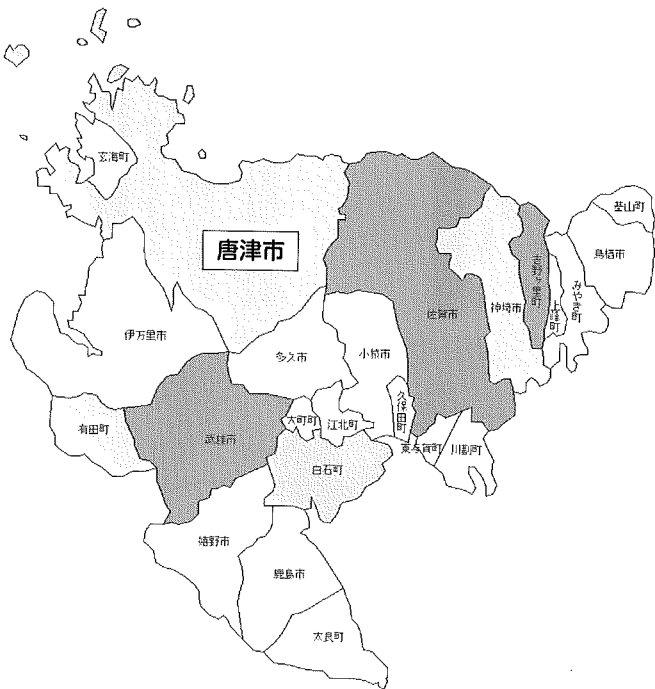 玄海町
唐津市
基山町
鳥栖市
吉野ヶ里町
みやき町
上峰町
神埼市
佐賀市
伊万里市
多久市
小城市
久保田町
大町町
江北町
有田町
武雄市
東与賀町
川副町
白石町
嬉野市
鹿島市
太良町